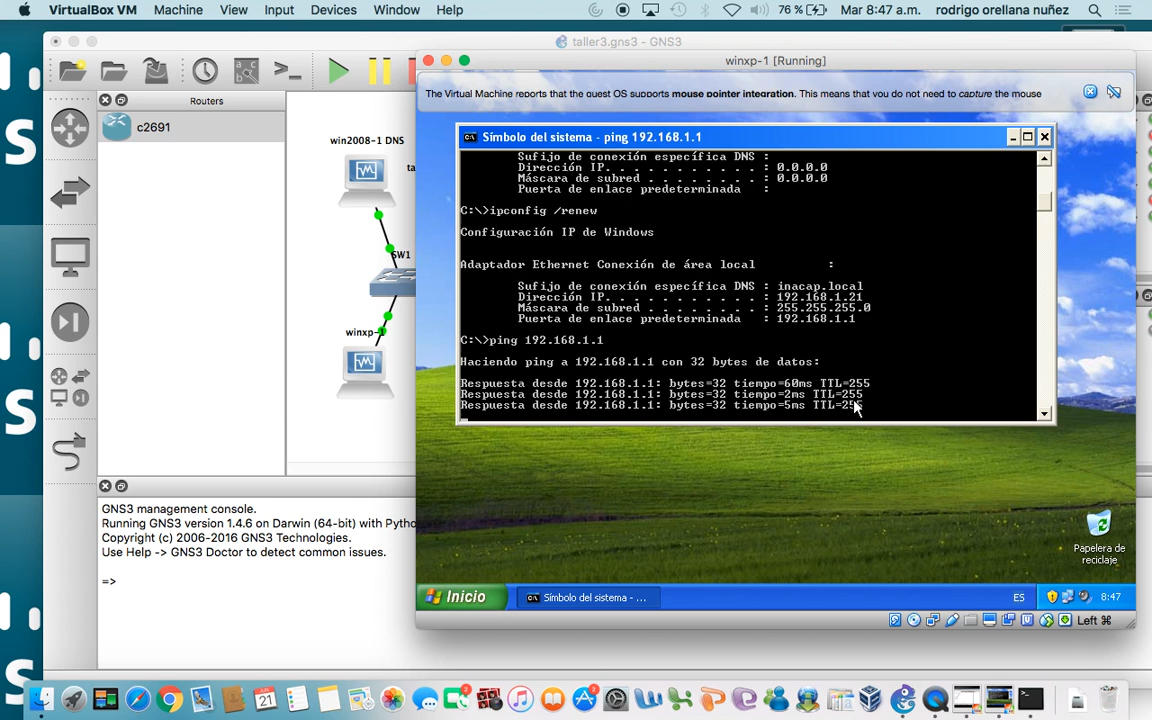 VirtualBox VM Machine View Input Devices Window Help 76 % Mar 8:47 a.m. rodrigo orellana nuñez
taller3.gns3 - GNS3
winxp-1 [Running]
The Virtual Machine reports that the guest OS supports mouse pointer integration. This means that you do not need to capture the mouse
Routers
c2691
win2008-1 DNS
ta
SW1
winxp-1
Símbolo del sistema - ping 192.168.1.1
Sufijo de conexión específica DNS :
Dirección IP. . . . . . . . . . . : 0.0.0.0
Máscara de subred . . . . . . . . : 0.0.0.0
Puerta de enlace predeterminada   :
C:\>ipconfig /renew
Configuración IP de Windows
Adaptador Ethernet Conexión de área local          :
Sufijo de conexión específica DNS : inacap.local
Dirección IP. . . . . . . . . . . : 192.168.1.21
Máscara de subred . . . . . . . . : 255.255.255.0
Puerta de enlace predeterminada   : 192.168.1.1
C:\>ping 192.168.1.1
Haciendo ping a 192.168.1.1 con 32 bytes de datos:
Respuesta desde 192.168.1.1: bytes=32 tiempo=60ms TTL=255
Respuesta desde 192.168.1.1: bytes=32 tiempo=2ms TTL=255
Respuesta desde 192.168.1.1: bytes=32 tiempo=5ms TTL=255
GNS3 management console.
Running GNS3 version 1.4.6 on Darwin (64-bit) with Pytho
Copyright (c) 2006-2016 GNS3 Technologies.
Use Help -> GNS3 Doctor to detect common issues.
=>
Papelera de
reciclaje
Inicio
Símbolo del sistema - ...
ES
8:47
Left ⌘